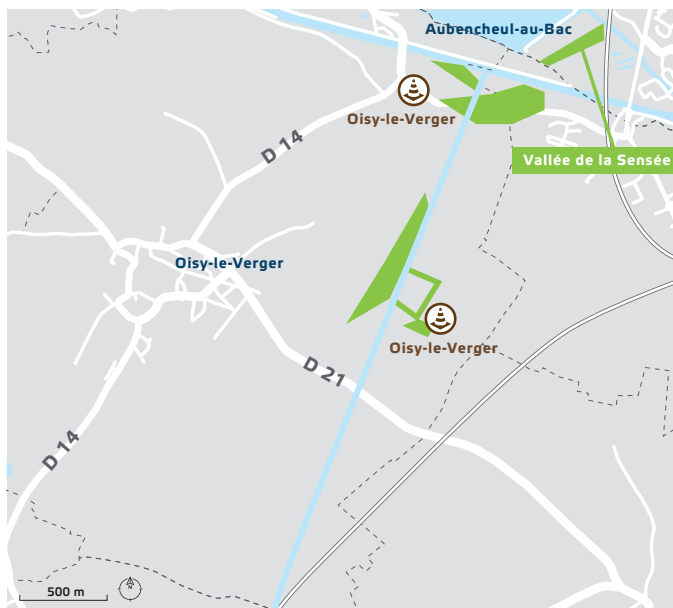 Aubencheul-au-Bac
Oisy-le-Verger
D 14
Vallée de la Sensée
Oisy-le-Verger
Oisy-le-Verger
D 21
D 14
500 m
N